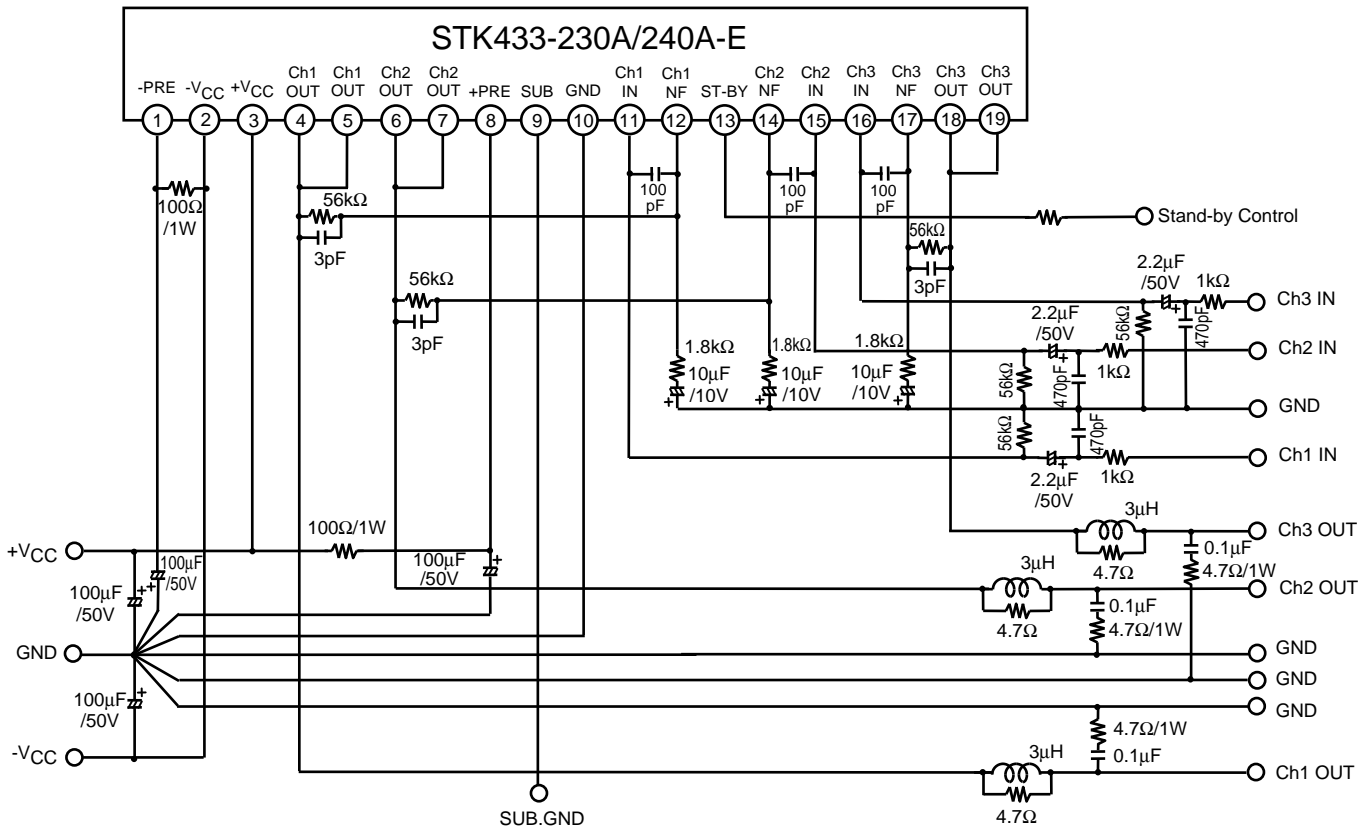 STK433-230A/240A-E
-PRE -VCC +VCC Ch1 OUT Ch1 OUT Ch2 OUT Ch2 OUT +PRE SUB GND Ch1 IN Ch1 NF ST-BY Ch2 NF Ch2 IN Ch3 IN Ch3 NF Ch3 OUT Ch3 OUT
1 2 3 4 5 6 7 8 9 10 11 12 13 14 15 16 17 18 19
100Ω
/1W
56kΩ
3pF
56kΩ
3pF
100
pF
100
pF
100
pF
56kΩ
3pF
Stand-by Control
2.2µF
/50V
1kΩ
Ch3 IN
56kΩ
470pF
2.2µF
/50V
1kΩ
Ch2 IN
1.8kΩ
10µF
/10V
+
1.8kΩ
10µF
/10V
+
1.8kΩ
10µF
/10V
+
56kΩ
470pF
GND
56kΩ
470pF
2.2µF
/50V
1kΩ
Ch1 IN
+VCC
100µF
/50V
100µF
/50V
100Ω/1W
100µF
/50V
3µH
4.7Ω
0.1µF
4.7Ω/1W
Ch3 OUT
3µH
4.7Ω
0.1µF
4.7Ω/1W
Ch2 OUT
GND
GND
GND
GND
100µF
/50V
-VCC
4.7Ω/1W
0.1µF
3µH
4.7Ω
Ch1 OUT
SUB.GND